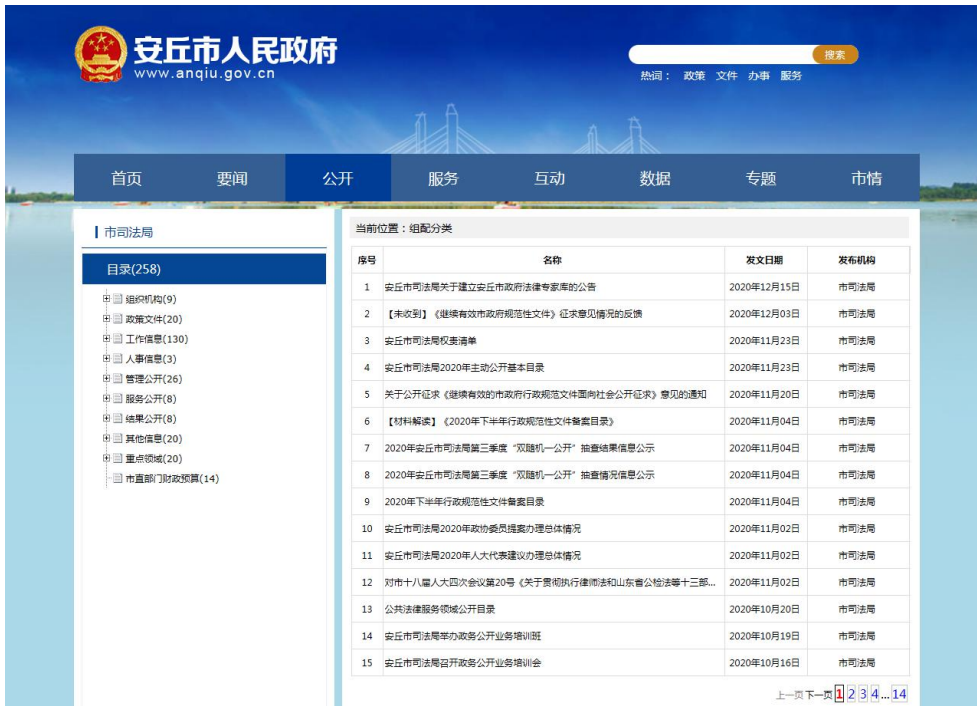 安丘市人民政府
www.anqiu.gov.cn
搜索
热词： 政策 文件 办事 服务
首页 要闻 公开 服务 互动 数据 专题 市情
市司法局
目录(258)
组织机构(9)
政策文件(20)
工作信息(130)
人事信息(3)
管理公开(26)
服务公开(8)
结果公开(8)
其他信息(20)
重点领域(20)
市直部门财政预算(14)
当前位置：组配分类
序号 名称 发文日期 发布机构
1 安丘市司法局关于建立安丘市政府法律专家库的公告 2020年12月15日 市司法局
2 【未收到】《继续有效市政府规范性文件》征求意见情况的反馈 2020年12月03日 市司法局
3 安丘市司法局权责清单 2020年11月23日 市司法局
4 安丘市司法局2020年主动公开基本目录 2020年11月23日 市司法局
5 关于公开征求《继续有效的市政府行政规范文件面向社会公开征求》意见的通知 2020年11月20日 市司法局
6 【材料解读】《2020年下半年行政规范性文件备案目录》 2020年11月04日 市司法局
7 2020年安丘市司法局第三季度“双随机一公开”抽查结果信息公示 2020年11月04日 市司法局
8 2020年安丘市司法局第三季度“双随机一公开”抽查情况信息公示 2020年11月04日 市司法局
9 2020年下半年行政规范性文件备案目录 2020年11月04日 市司法局
10 安丘市司法局2020年政协委员提案办理总体情况 2020年11月02日 市司法局
11 安丘市司法局2020年人大代表建议办理总体情况 2020年11月02日 市司法局
12 对市十八届人大四次会议第20号《关于贯彻执行律师法和山东省公检法等十三部... 2020年11月02日 市司法局
13 公共法律服务领域公开目录 2020年10月20日 市司法局
14 安丘市司法局举办政务公开业务培训班 2020年10月19日 市司法局
15 安丘市司法局召开政务公开业务培训会 2020年10月16日 市司法局
上一页 下一页 1 2 3 4 ... 14